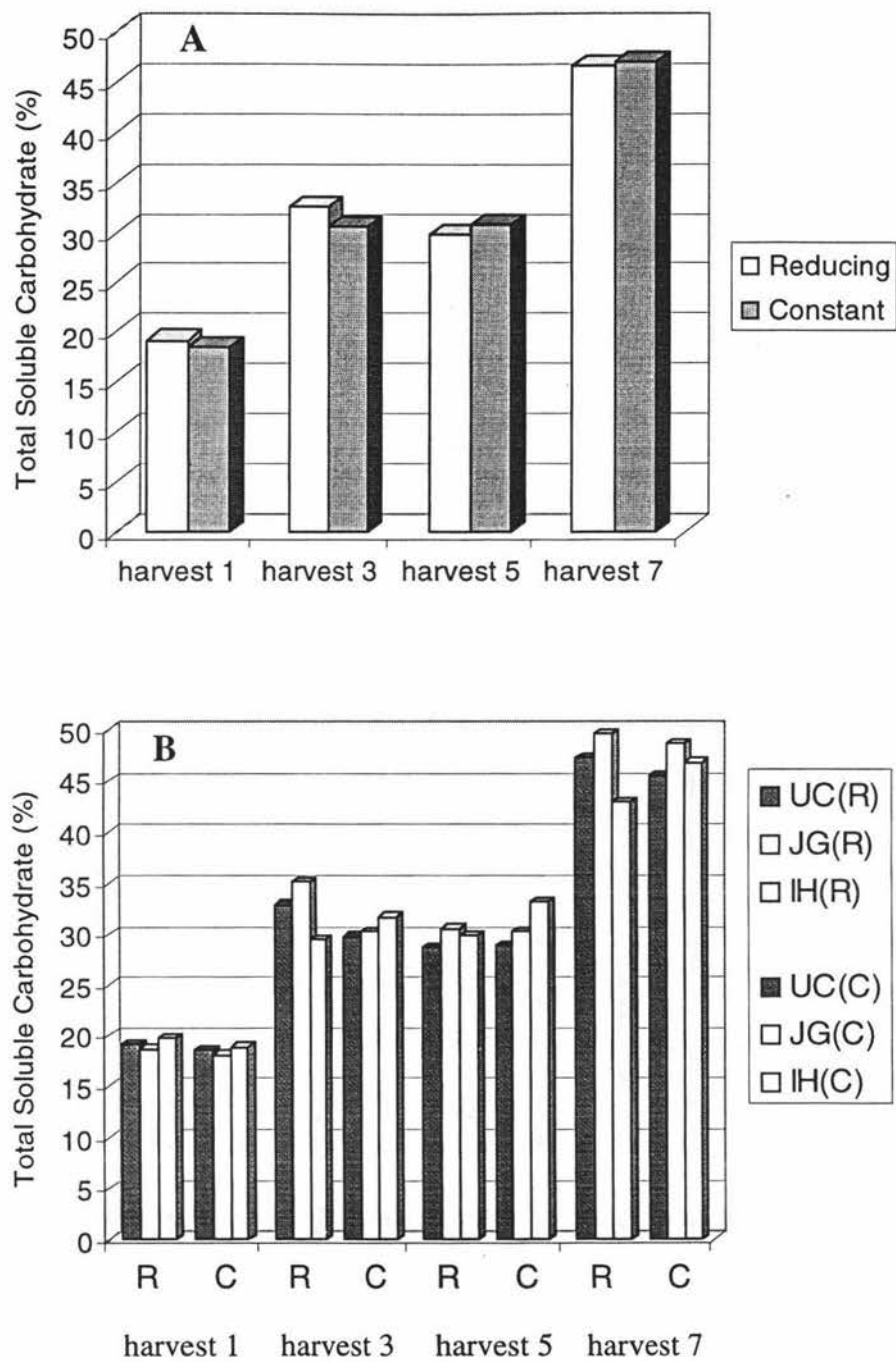 A
Total Soluble Carbohydrate (%)
50
45
40
35
30
25
20
15
10
5
0
harvest 1 harvest 3 harvest 5 harvest 7
Reducing
Constant
B
Total Soluble Carbohydrate (%)
50
45
40
35
30
25
20
15
10
5
0
R C R C R C R C
harvest 1 harvest 3 harvest 5 harvest 7
UC(R)
JG(R)
IH(R)
UC(C)
JG(C)
IH(C)